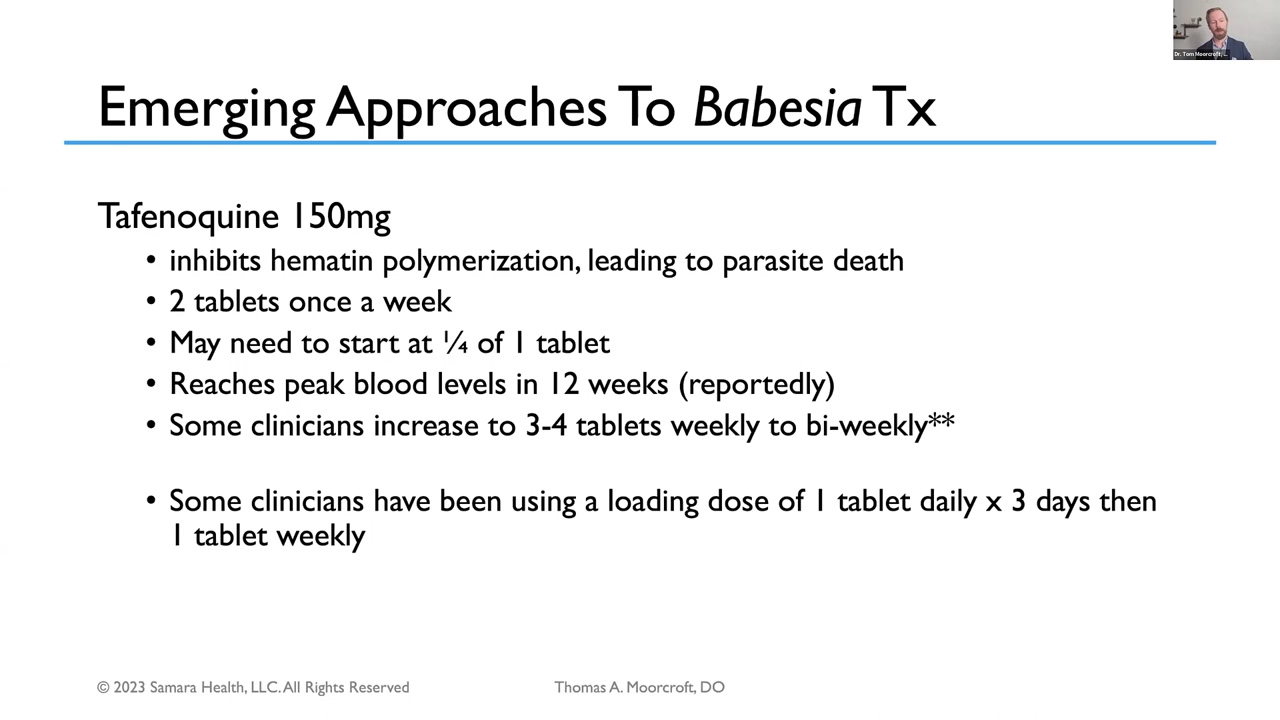 Dr. Tom Moorcroft, ...
Emerging Approaches To Babesia Tx
Tafenoquine 150mg
• inhibits hematin polymerization, leading to parasite death
• 2 tablets once a week
• May need to start at ¼ of 1 tablet
• Reaches peak blood levels in 12 weeks (reportedly)
• Some clinicians increase to 3-4 tablets weekly to bi-weekly**
• Some clinicians have been using a loading dose of 1 tablet daily x 3 days then
1 tablet weekly
© 2023 Samara Health, LLC. All Rights Reserved
Thomas A. Moorcroft, DO